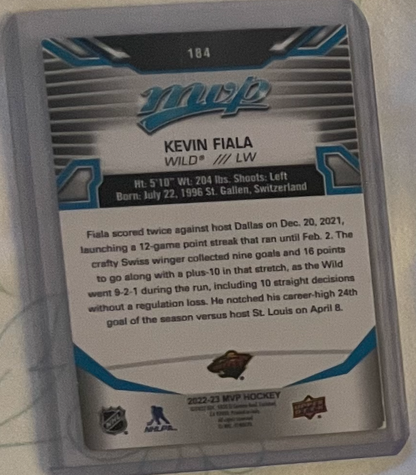 184
mvp
KEVIN FIALA
WILD® /// LW
Ht: 5'10" Wt: 204 lbs. Shoots: Left
Born: July 22, 1996 St. Gallen, Switzerland
Fiala scored twice against host Dallas on Dec. 20, 2021,
launching a 12-game point streak that ran until Feb. 2. The
crafty Swiss winger collected nine goals and 16 points
to go along with a plus-10 in that stretch, as the Wild
went 9-2-1 during the run, including 10 straight decisions
without a regulation loss. He notched his career-high 24th
goal of the season versus host St. Louis on April 8.
2022-23 MVP HOCKEY
NHL
NHLPA
UPPER DECK